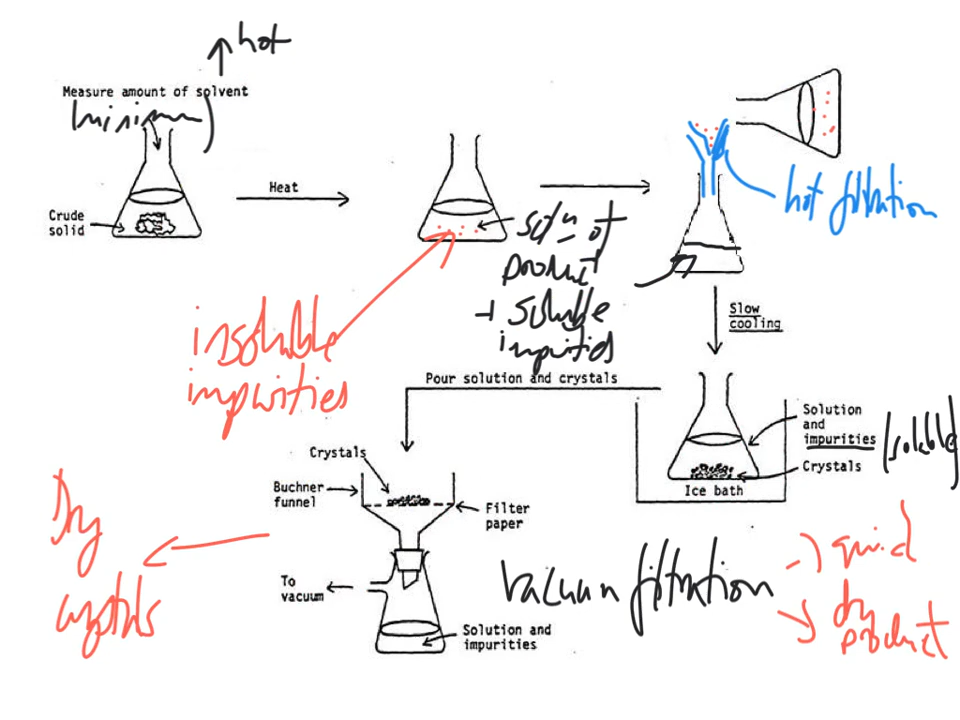 hot
Measure amount of solvent
(minimum)
Crude
solid
Heat
insoluble
impurities
soln of
product
+ soluble
impurities
hot filtration
Slow
cooling
Solution
and
impurities (soluble)
Crystals
Ice bath
Pour solution and crystals
Crystals
Buchner
funnel
Filter
paper
To
vacuum
Solution and
impurities
Dry
crystals
vacuum filtration
quick
dry
product